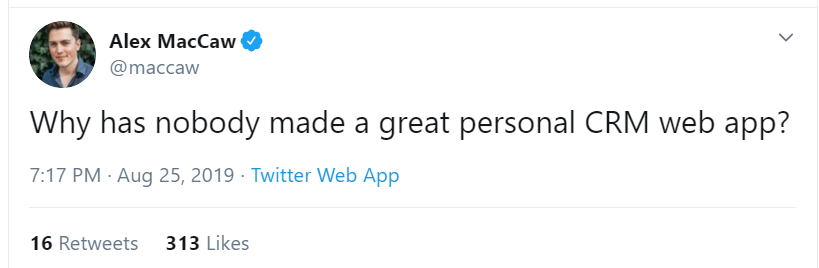 Alex MacCaw
@maccaw
Why has nobody made a great personal CRM web app?
7:17 PM · Aug 25, 2019 · Twitter Web App
16 Retweets 313 Likes